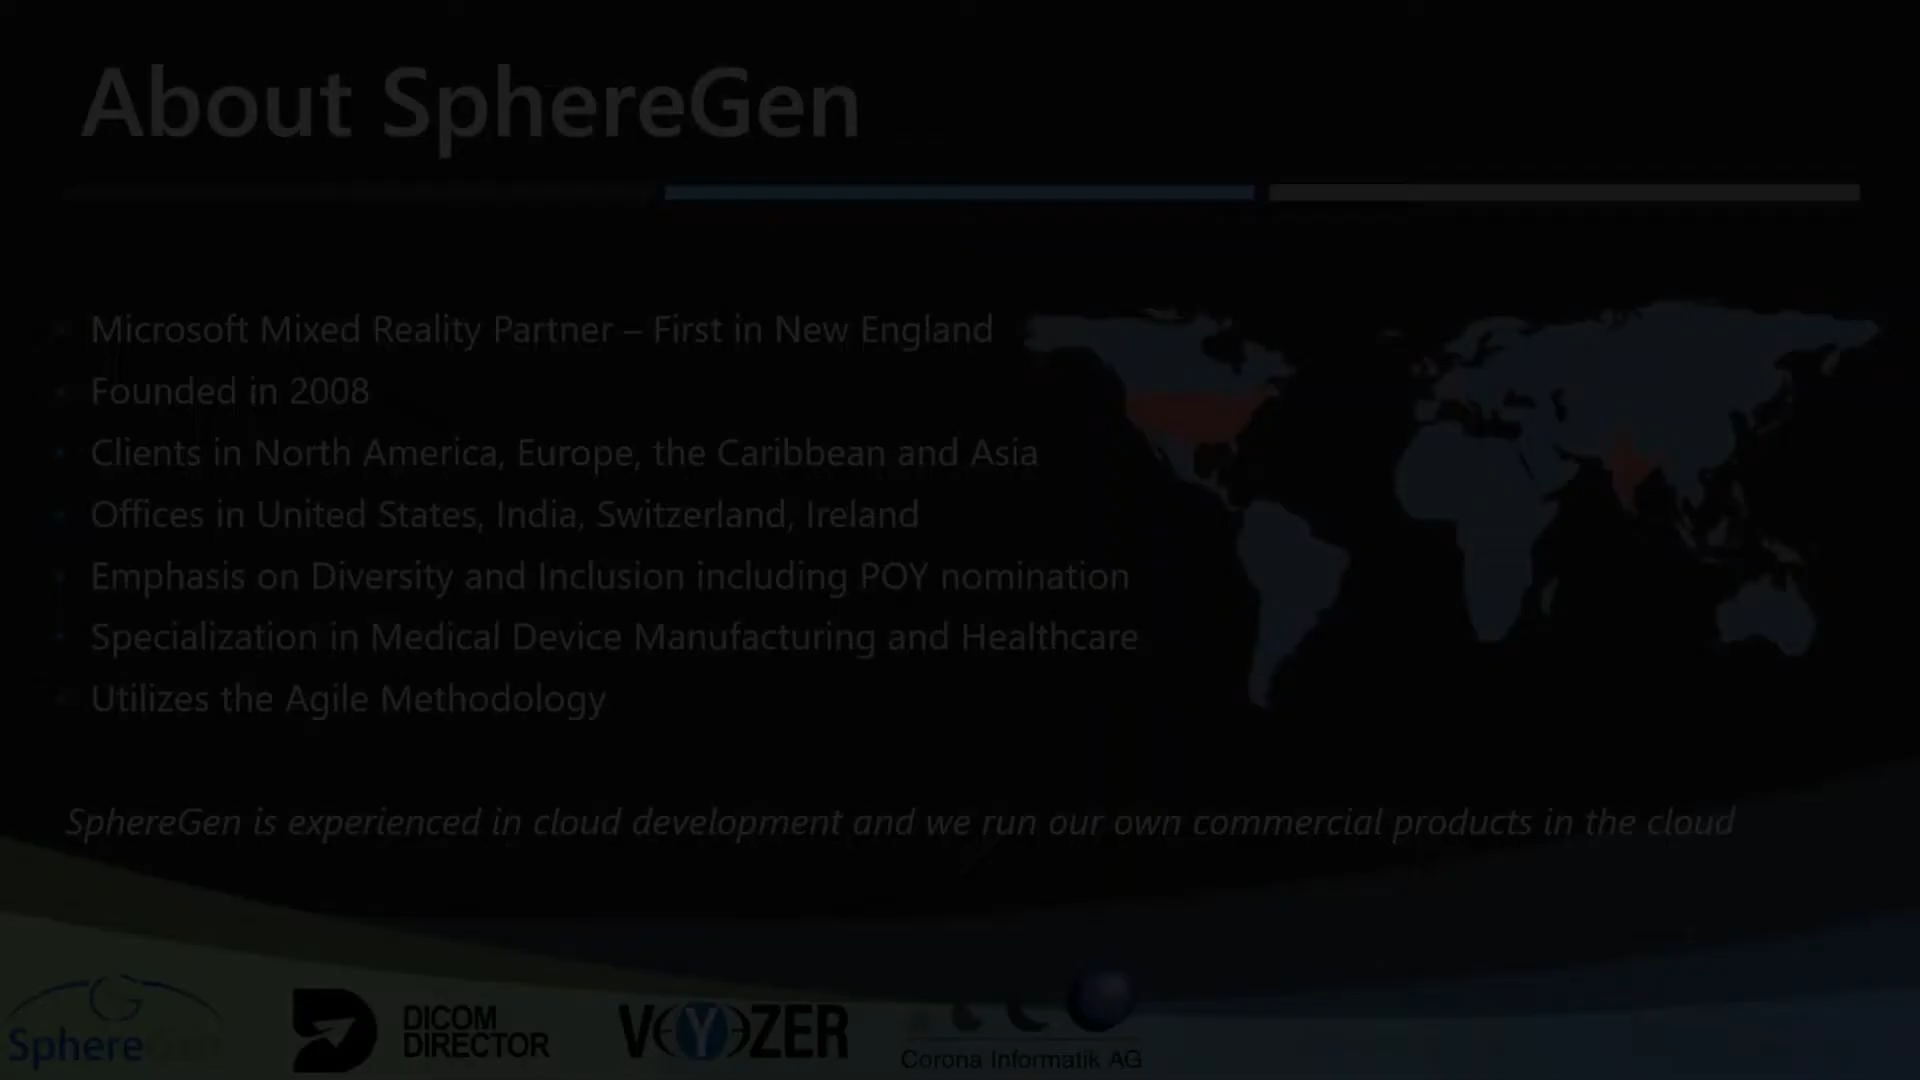 About SphereGen
Microsoft Mixed Reality Partner – First in New England
Founded in 2008
Clients in North America, Europe, the Caribbean and Asia
Offices in United States, India, Switzerland, Ireland
Emphasis on Diversity and Inclusion including POY nomination
Specialization in Medical Device Manufacturing and Healthcare
Utilizes the Agile Methodology
SphereGen is experienced in cloud development and we run our own commercial products in the cloud
SphereGen
DICOM
DIRECTOR
VOYZER
Corona Informatik AG